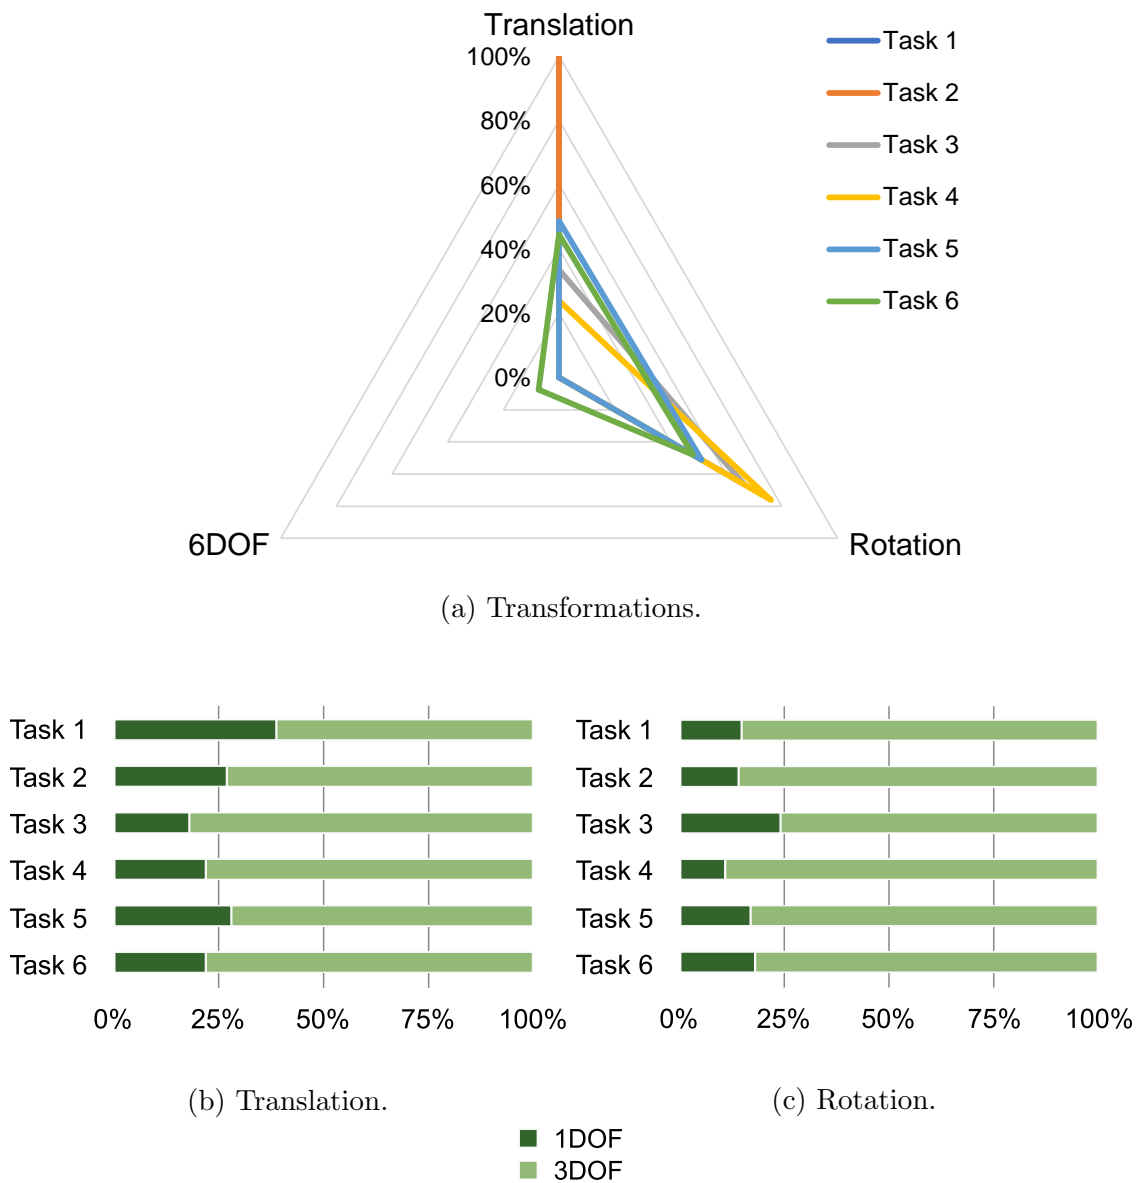 Translation
100%
80%
60%
40%
20%
0%
6DOF
Rotation
Task 1
Task 2
Task 3
Task 4
Task 5
Task 6
(a) Transformations.
Task 1
Task 2
Task 3
Task 4
Task 5
Task 6
0% 25% 50% 75% 100%
(b) Translation.
Task 1
Task 2
Task 3
Task 4
Task 5
Task 6
0% 25% 50% 75% 100%
(c) Rotation.
1DOF
3DOF